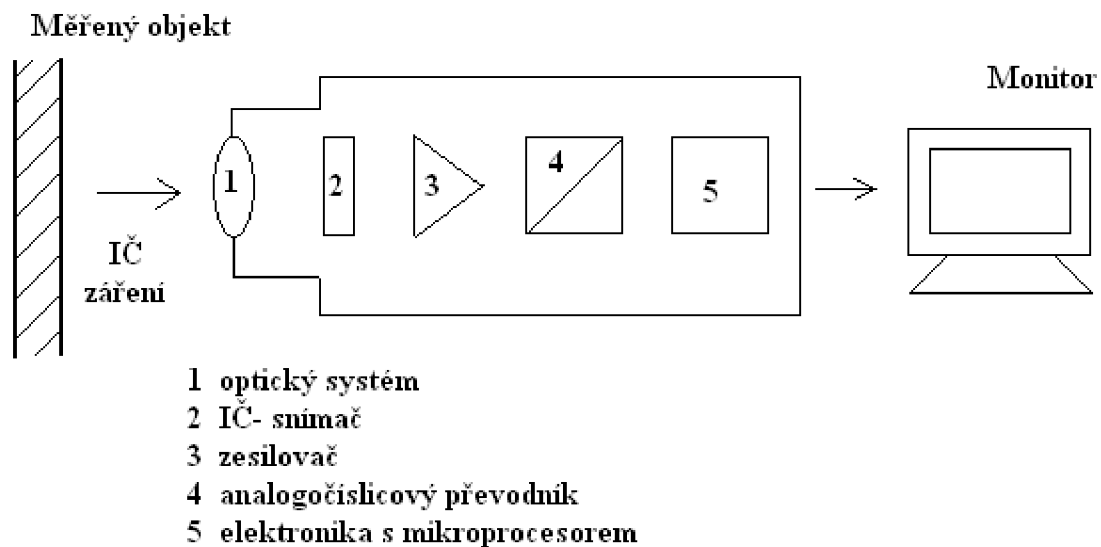 Měřený objekt
Monitor
1
2
3
4
5
IČ
záření
1 optický systém
2 IČ- snímač
3 zesilovač
4 analogočíslicový převodník
5 elektronika s mikroprocesorem